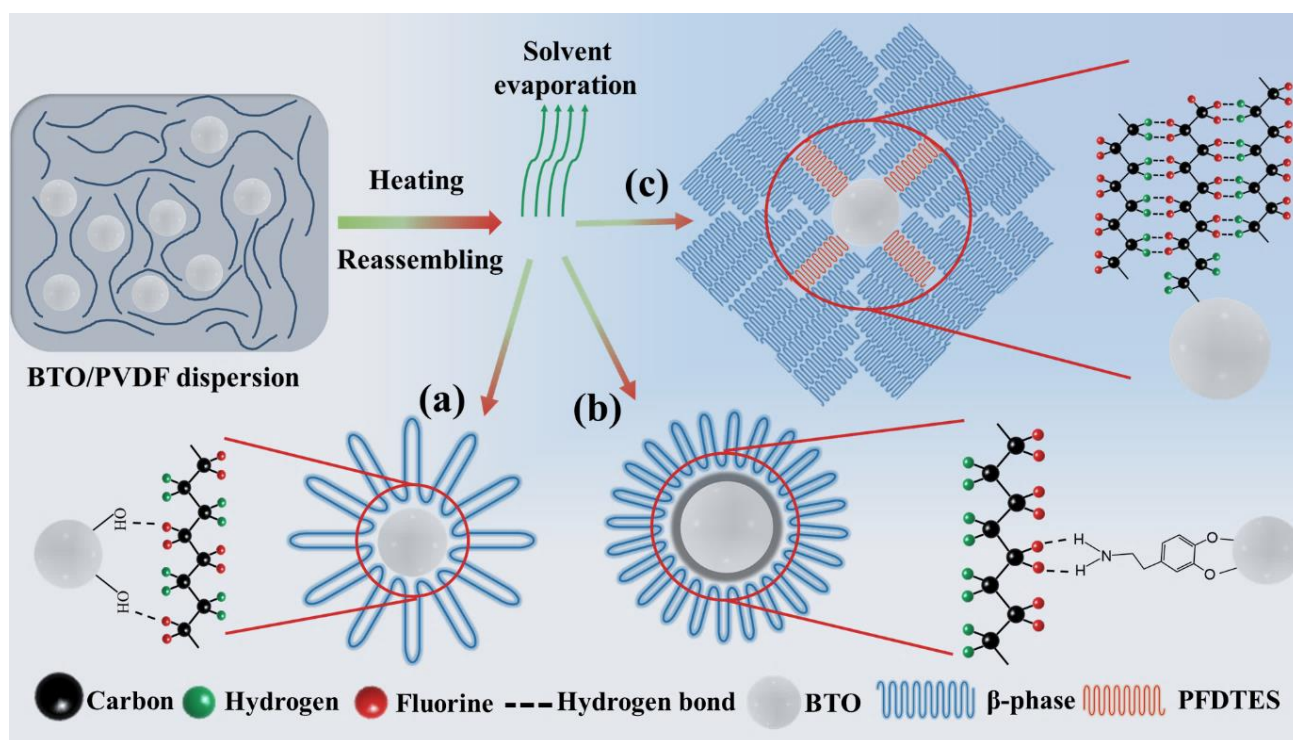 Solvent
evaporation
Heating
Reassembling
BTO/PVDF dispersion
(c)
(a)
(b)
HO
HO
H
N
H
O
O
Carbon Hydrogen Fluorine Hydrogen bond BTO β-phase PFDTES